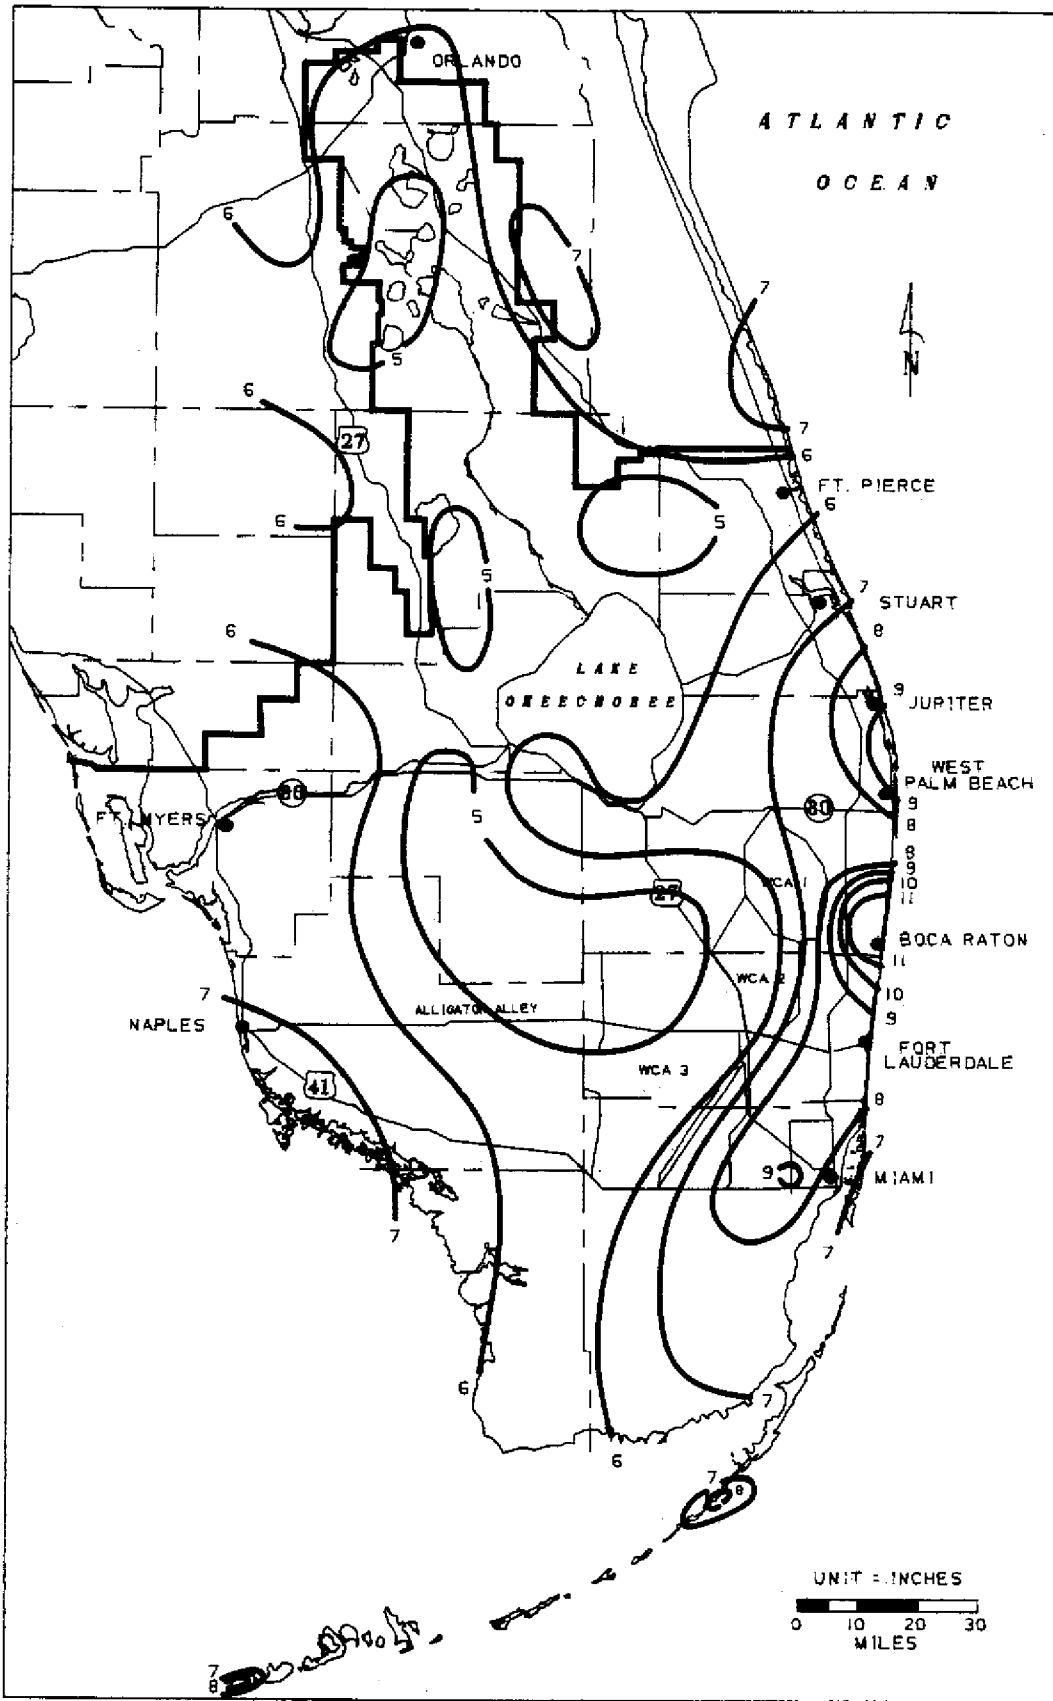 ORLANDO
ATLANTIC
OCEAN
6
7
7
N
5
6
27
7
6
FT. PIERCE
6
5
6
5
7
STUART
8
6
LAKE
OKEECHOBEE
9
JUPITER
WEST
PALM BEACH
80
80
9
8
FT. MYERS
5
8
9
10
11
WCA 1
27
BOCA RATON
11
WCA 2
10
7
ALLIGATOR ALLEY
9
NAPLES
FORT
LAUDERDALE
WCA 3
41
8
7
9
MIAMI
7
7
6
7
6
7
8
UNIT = INCHES
0 10 20 30
MILES
7
8